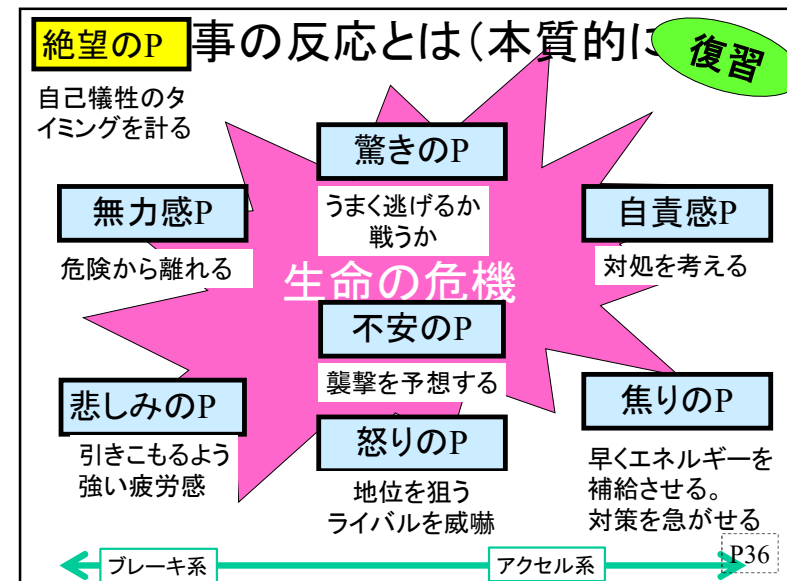 絶望のP
事の反応とは(本質的に
復習
自己犠牲のタ
イミングを計る
驚きのP
うまく逃げるか
戦うか
無力感P
危険から離れる
自責感P
対処を考える
生命の危機
不安のP
襲撃を予想する
悲しみのP
引きこもるよう
強い疲労感
怒りのP
地位を狙う
ライバルを威嚇
焦りのP
早くエネルギーを
補給させる。
対策を急がせる
ブレーキ系
アクセル系
P36